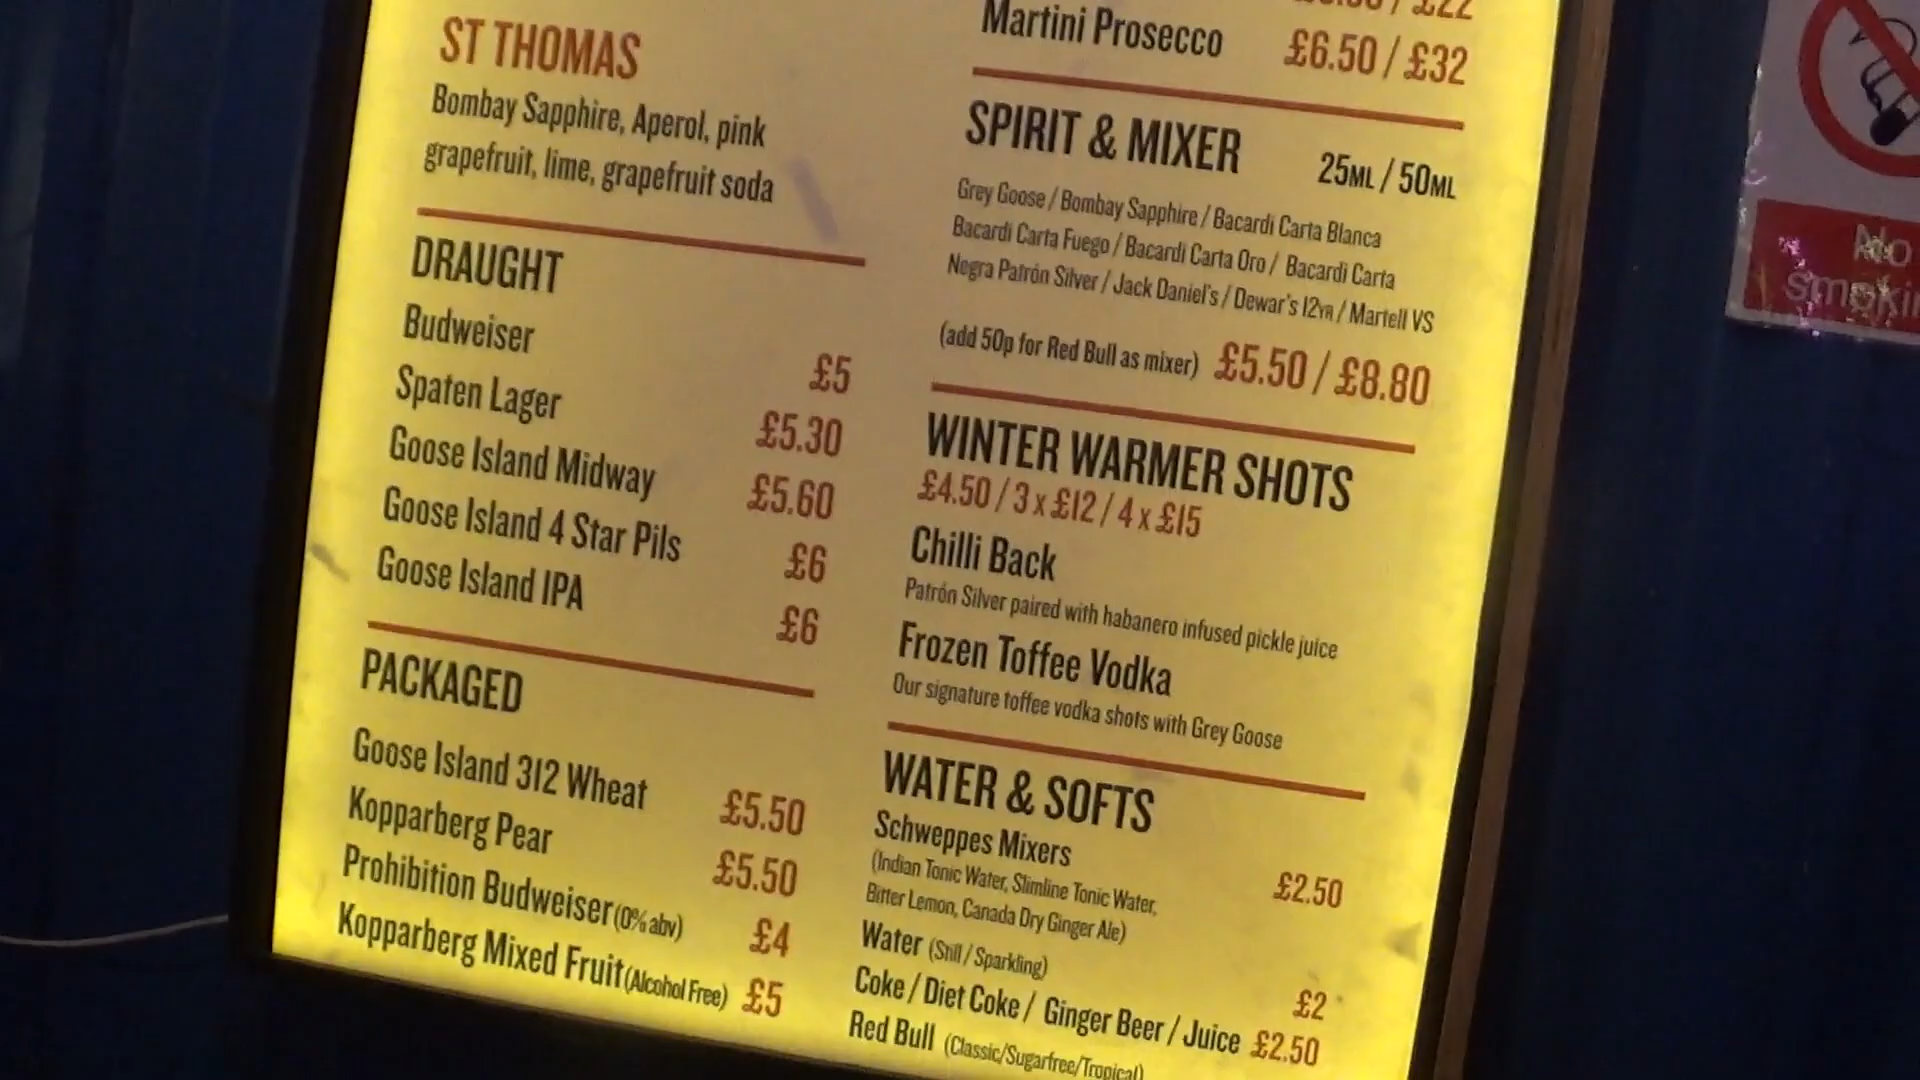 ST THOMAS
Bombay Sapphire, Aperol, pink
grapefruit, lime, grapefruit soda
DRAUGHT
Budweiser £5
Spaten Lager £5.30
Goose Island Midway £5.60
Goose Island 4 Star Pils £6
Goose Island IPA £6
PACKAGED
Goose Island 312 Wheat £5.50
Kopparberg Pear £5.50
Prohibition Budweiser (0% abv) £4
Kopparberg Mixed Fruit (Alcohol Free) £5
/ £22
Martini Prosecco £6.50 / £32
SPIRIT & MIXER 25ML / 50ML
Grey Goose / Bombay Sapphire / Bacardi Carta Blanca
Bacardi Carta Fuego / Bacardi Carta Oro / Bacardi Carta
Negra Patrón Silver / Jack Daniel's / Dewar's 12YR / Martell VS
(add 50p for Red Bull as mixer) £5.50 / £8.80
WINTER WARMER SHOTS
£4.50 / 3 x £12 / 4 x £15
Chilli Back
Patrón Silver paired with habanero infused pickle juice
Frozen Toffee Vodka
Our signature toffee vodka shots with Grey Goose
WATER & SOFTS
Schweppes Mixers £2.50
(Indian Tonic Water, Slimline Tonic Water,
Bitter Lemon, Canada Dry Ginger Ale)
Water (Still / Sparkling) £2
Coke / Diet Coke / Ginger Beer / Juice £2.50
Red Bull (Classic/Sugarfree/Tropical)
No
smokin